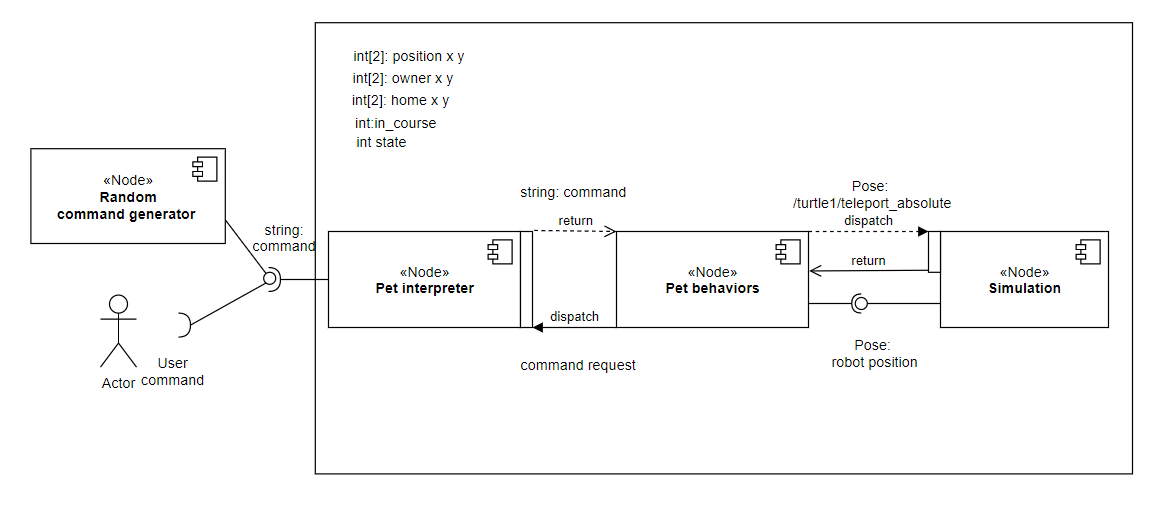 int[2]: position x y
int[2]: owner x y
int[2]: home x y
int:in_course
int state
«Node»
Random
command generator
string:
command
Actor
User
command
«Node»
Pet interpreter
string: command
return
dispatch
command request
«Node»
Pet behaviors
Pose:
/turtle1/teleport_absolute
dispatch
return
Pose:
robot position
«Node»
Simulation